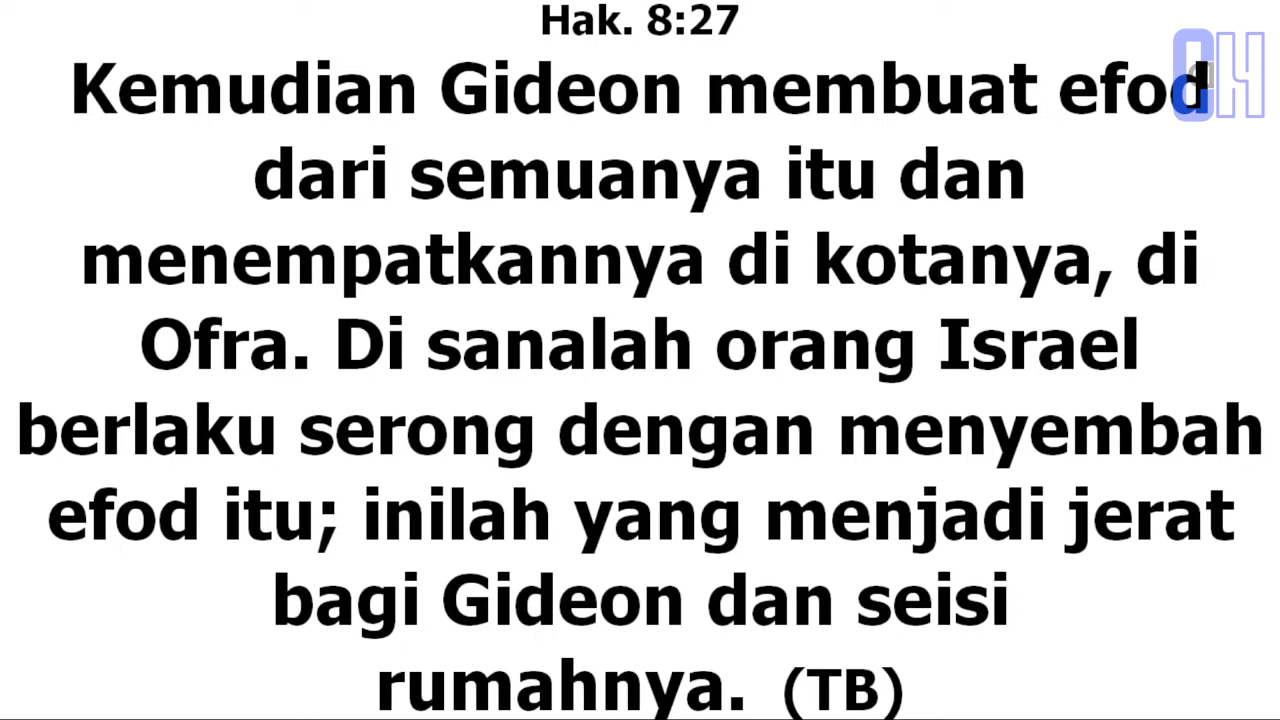 Hak. 8:27
Kemudian Gideon membuat efod
dari semuanya itu dan
menempatkannya di kotanya, di
Ofra. Di sanalah orang Israel
berlaku serong dengan menyembah
efod itu; inilah yang menjadi jerat
bagi Gideon dan seisi
rumahnya. (TB)